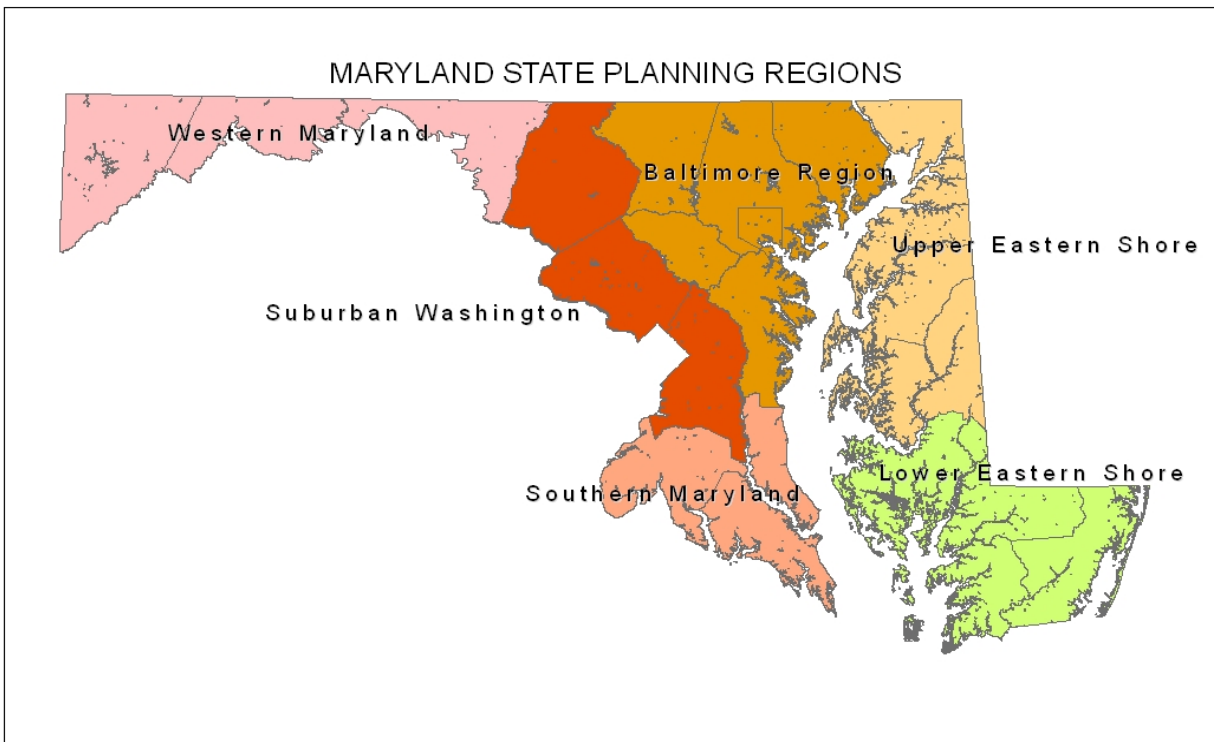 MARYLAND STATE PLANNING REGIONS
Western Maryland
Baltimore Region
Upper Eastern Shore
Suburban Washington
Lower Eastern Shore
Southern Maryland